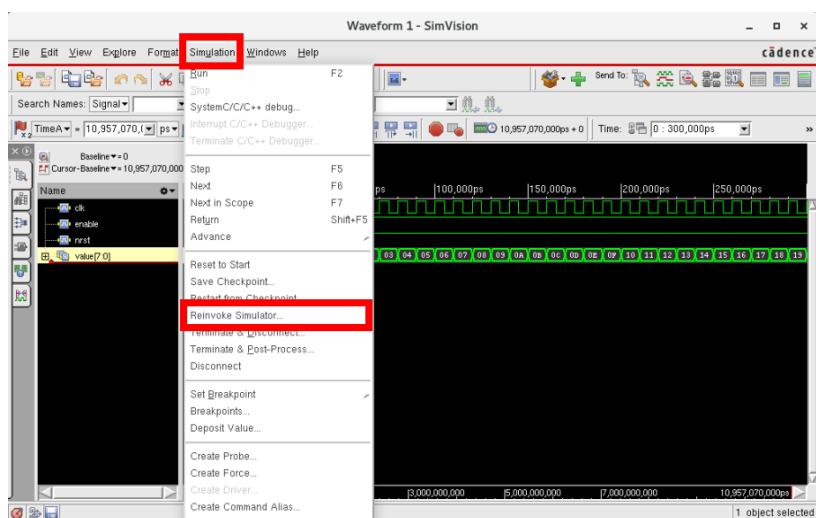 Waveform 1 - SimVision
File Edit View Explore Format Simulation Windows Help
cādence
Send To:
Search Names: Signal
TimeA = 10,957,070,( ps
10,957,070,000ps + 0
Time: 0 : 300,000ps
»
Baseline = 0
Cursor-Baseline = 10,957,070,000
Name
clk
enable
nrst
value[7:0]
Run F2
Stop
SystemC/C/C++ debug...
Interrupt C/C++ Debugger...
Terminate C/C++ Debugger...
Step F5
Next F6
Next in Scope F7
Return Shift+F5
Advance
Reset to Start
Save Checkpoint...
Restart from Checkpoint...
Reinvoke Simulator...
Terminate & Disconnect...
Terminate & Post-Process...
Disconnect
Set Breakpoint
Breakpoints...
Deposit Value...
Create Probe...
Create Force...
Create Driver...
Create Command Alias...
ps 100,000ps 150,000ps 200,000ps 250,000ps
03 04 05 06 07 08 09 0A 0B 0C 0D 0E 0F 10 11 12 13 14 15 16 17 18 19
3,000,000,000 5,000,000,000 7,000,000,000 10,957,070,000ps
1 object selected